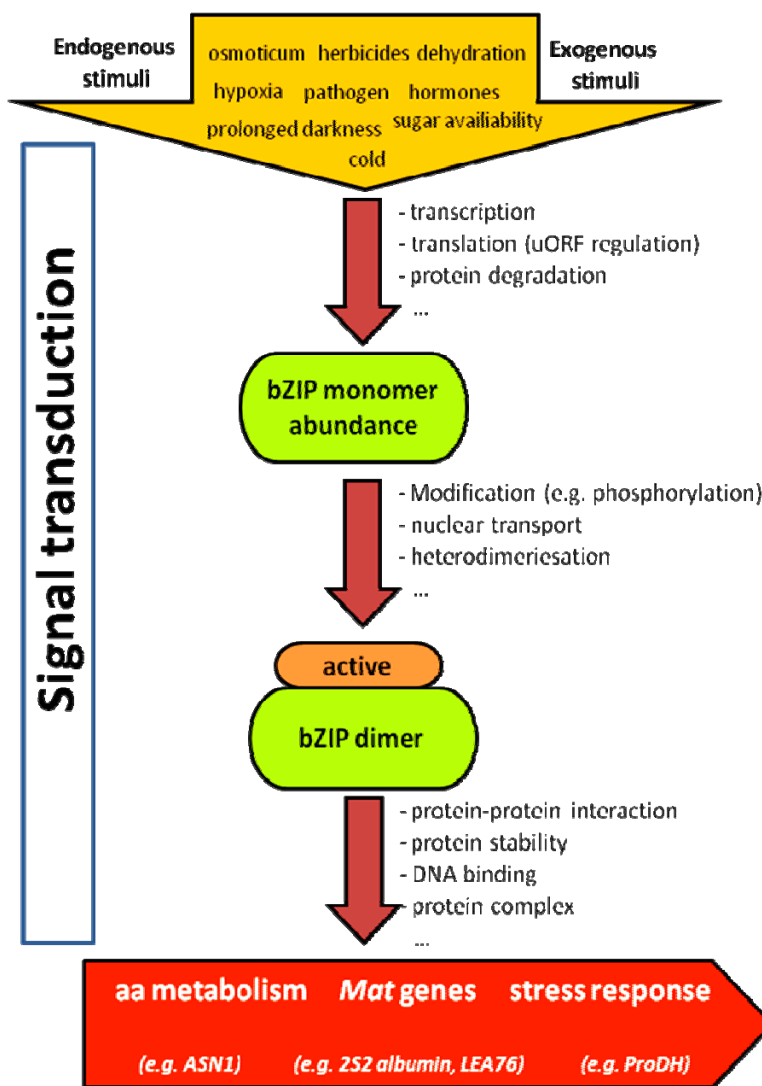 Endogenous stimuli
osmoticum herbicides dehydration
Exogenous stimuli
hypoxia pathogen hormones
prolonged darkness sugar availiability
cold
Signal transduction
- transcription
- translation (uORF regulation)
- protein degradation
...
bZIP monomer
abundance
- Modification (e.g. phosphorylation)
- nuclear transport
- heterodimeriesation
...
active
bZIP dimer
- protein-protein interaction
- protein stability
- DNA binding
- protein complex
...
aa metabolism Mat genes stress response
(e.g. ASN1) (e.g. 2S2 albumin, LEA76) (e.g. ProDH)